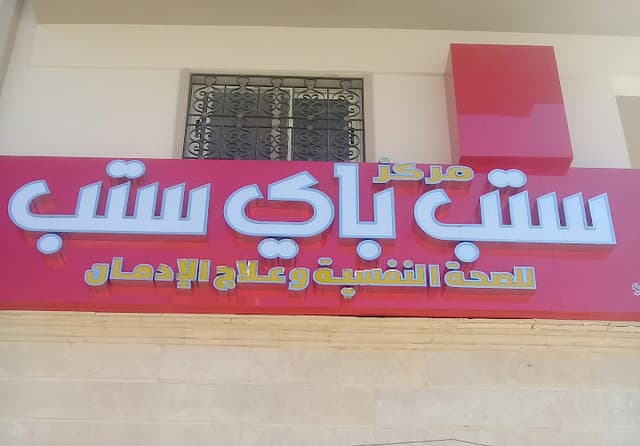 مركز
ستب باي ستب
للصحة النفسية وعلاج الإدمان